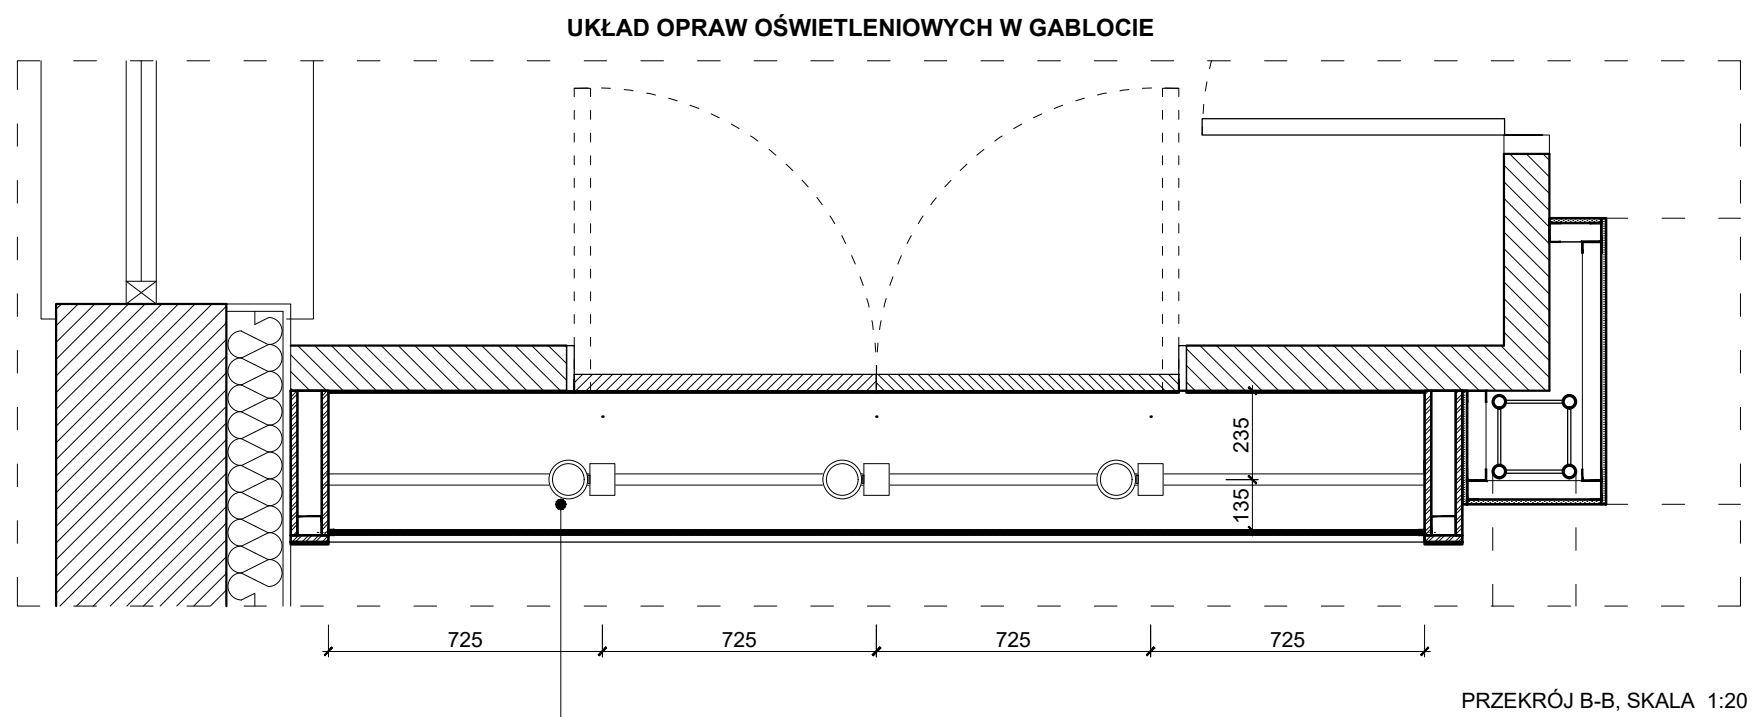 UKŁAD OPRAW OŚWIETLENIOWYCH W GABLOCIE
235
135
725 725 725 725
PRZEKRÓJ B-B, SKALA 1:20